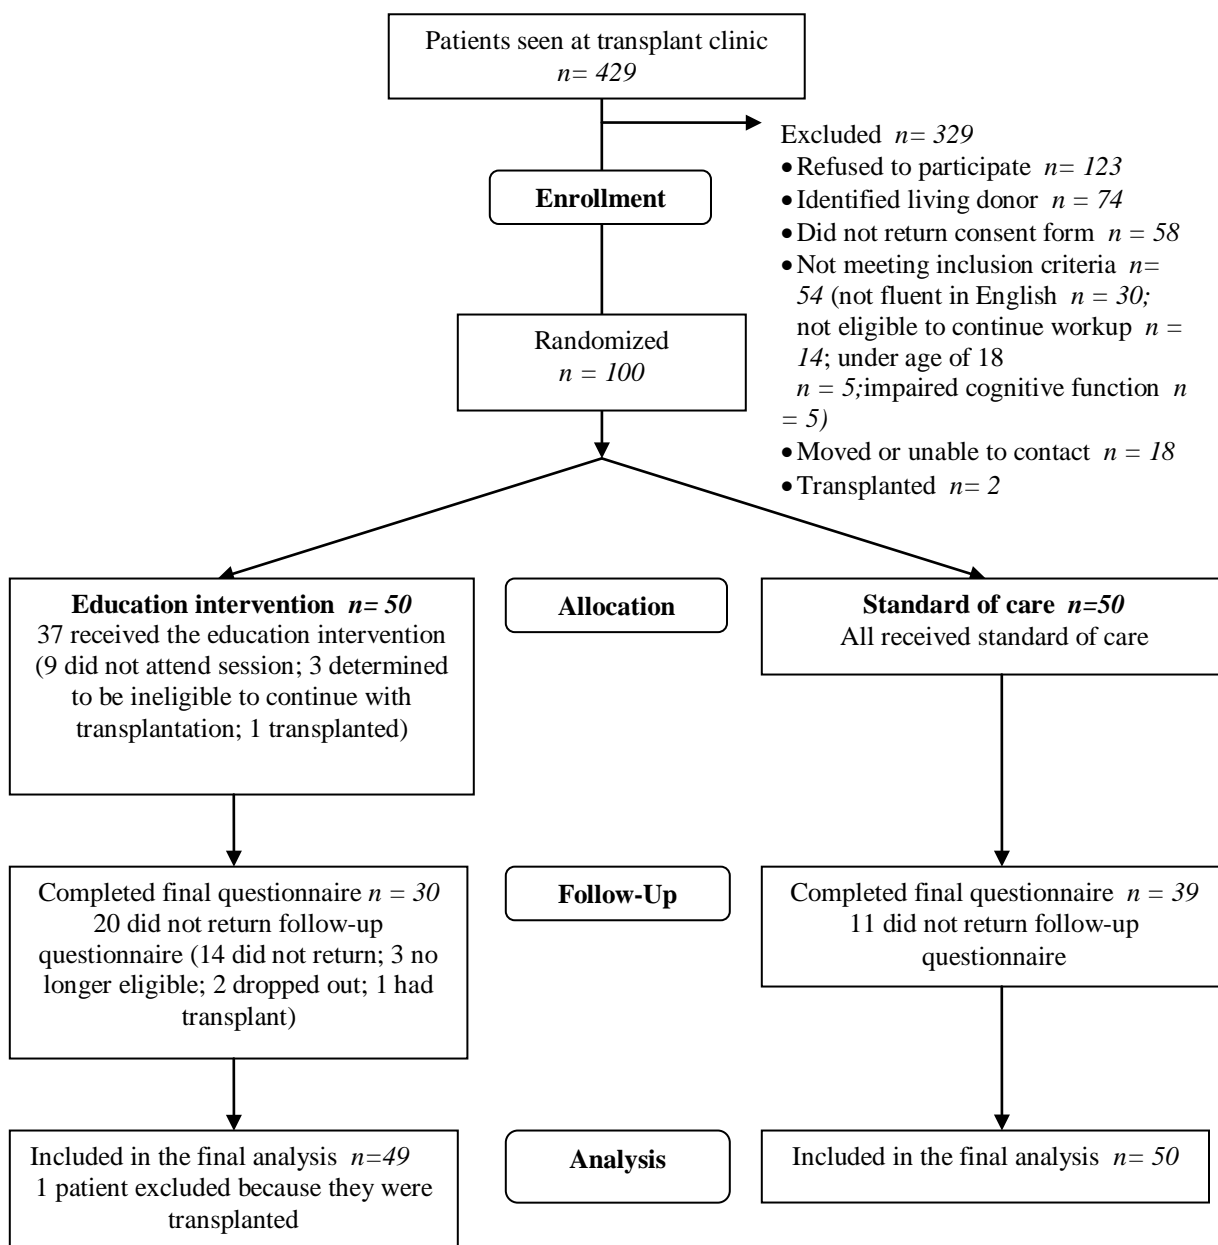 Patients seen at transplant clinic
n= 429
Excluded n= 329
•Refused to participate n= 123
•Identified living donor n = 74
•Did not return consent form n = 58
•Not meeting inclusion criteria n=
54 (not fluent in English n = 30;
not eligible to continue workup n =
14; under age of 18
n = 5;impaired cognitive function n
= 5)
•Moved or unable to contact n = 18
•Transplanted n= 2
Enrollment
Randomized
n = 100
Education intervention n= 50
37 received the education intervention
(9 did not attend session; 3 determined
to be ineligible to continue with
transplantation; 1 transplanted)
Allocation
Standard of care n=50
All received standard of care
Completed final questionnaire n = 30
20 did not return follow-up
questionnaire (14 did not return; 3 no
longer eligible; 2 dropped out; 1 had
transplant)
Follow-Up
Completed final questionnaire n = 39
11 did not return follow-up
questionnaire
Included in the final analysis n=49
1 patient excluded because they were
transplanted
Analysis
Included in the final analysis n= 50